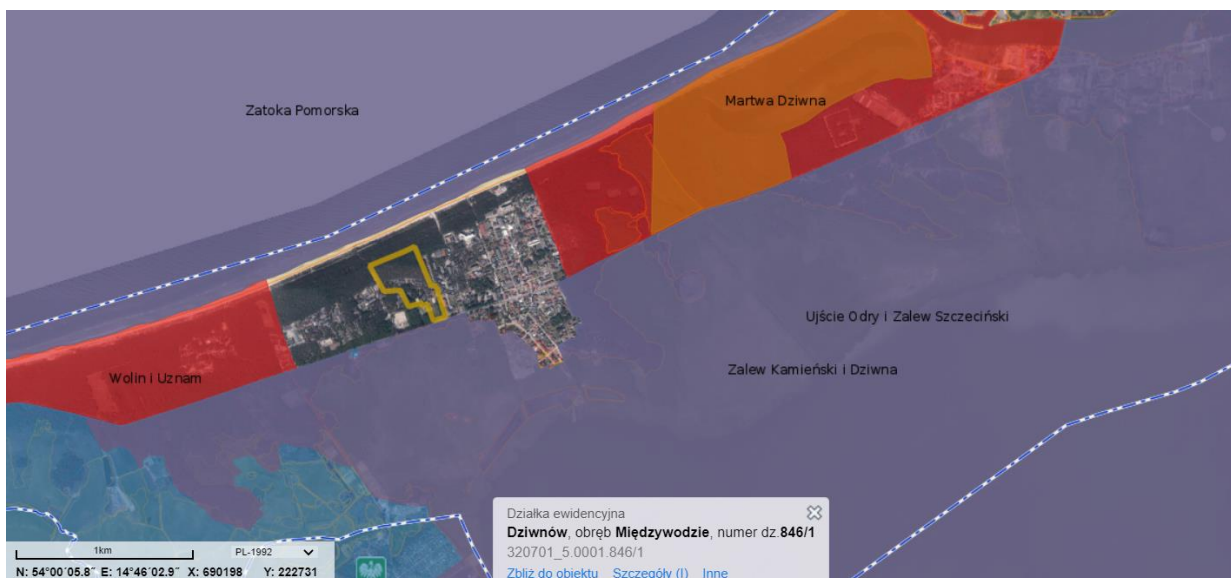 Zatoka Pomorska
Martwa Dziwna
Ujście Odry i Zalew Szczeciński
Zalew Kamieński i Dziwna
Wolin i Uznam
Działka ewidencyjna
Dziwnów, obręb Międzywodzie, numer dz.846/1
320701_5.0001.846/1
Zbliż do obiektu Szczegóły (I) Inne
1km PL-1992
N: 54°00´05.8˝ E: 14°46´02.9˝ X: 690198 Y: 222731